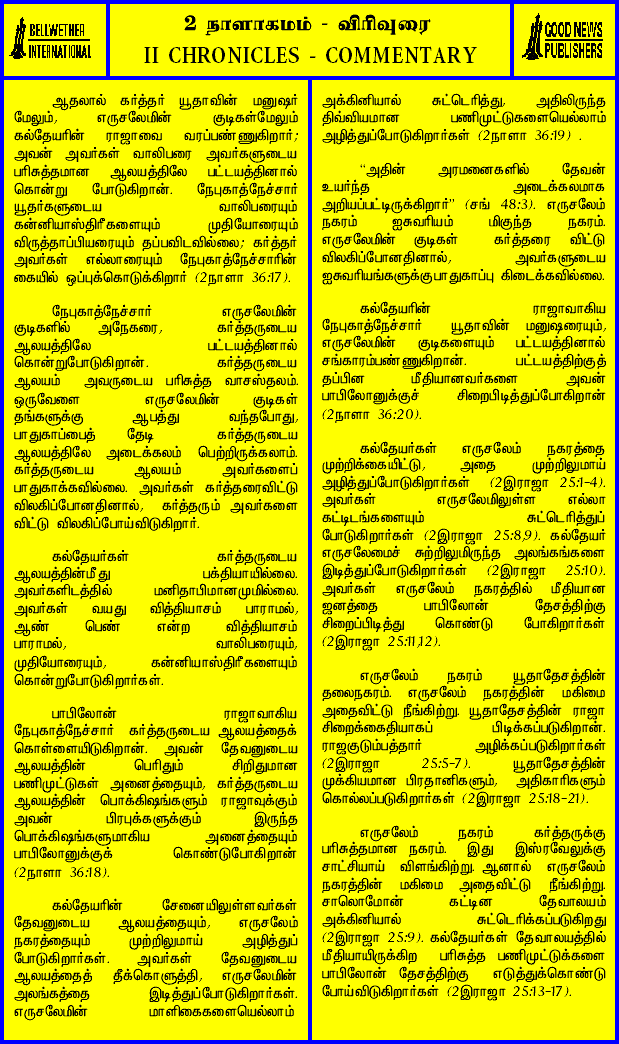 BELLWETHER
INTERNATIONAL
2 நாளாகமம் - விரிவுரை
II CHRONICLES - COMMENTARY
GOOD NEWS
PUBLISHERS
ஆதலால் கர்த்தர் யூதாவின் மனுஷர்
மேலும், எருசலேமின் குடிகள்மேலும்
கல்தேயரின் ராஜாவை வரப்பண்ணுகிறார்;
அவன் அவர்கள் வாலிபரை அவர்களுடைய
பரிசுத்தமான ஆலயத்திலே பட்டயத்தினால்
கொன்று போடுகிறான். நேபுகாத்நேச்சார்
யூதர்களுடைய வாலிபரையும்
கன்னியாஸ்திரீகளையும் முதியோரையும்
விருத்தாப்பியரையும் தப்பவிடவில்லை; கர்த்தர்
அவர்கள் எல்லாரையும் நேபுகாத்நேச்சாரின்
கையில் ஒப்புக்கொடுக்கிறார் (2நாளா 36:17).
நேபுகாத்நேச்சார் எருசலேமின்
குடிகளில் அநேகரை, கர்த்தருடைய
ஆலயத்திலே பட்டயத்தினால்
கொன்றுபோடுகிறான். கர்த்தருடைய
ஆலயம் அவருடைய பரிசுத்த வாசஸ்தலம்.
ஒருவேளை எருசலேமின் குடிகள்
தங்களுக்கு ஆபத்து வந்தபோது,
பாதுகாப்பைத் தேடி கர்த்தருடைய
ஆலயத்திலே அடைக்கலம் பெற்றிருக்கலாம்.
கர்த்தருடைய ஆலயம் அவர்களைப்
பாதுகாக்கவில்லை. அவர்கள் கர்த்தரைவிட்டு
விலகிப்போனதினால், கர்த்தரும் அவர்களை
விட்டு விலகிப்போய்விடுகிறார்.
கல்தேயர்கள் கர்த்தருடைய
ஆலயத்தின்மீது பக்தியாயில்லை.
அவர்களிடத்தில் மனிதாபிமானமுமில்லை.
அவர்கள் வயது வித்தியாசம் பாராமல்,
ஆண் பெண் என்ற வித்தியாசம்
பாராமல், வாலிபரையும்,
முதியோரையும், கன்னியாஸ்திரீகளையும்
கொன்றுபோடுகிறார்கள்.
பாபிலோன் ராஜாவாகிய
நேபுகாத்நேச்சார் கர்த்தருடைய ஆலயத்தைக்
கொள்ளையிடுகிறான். அவன் தேவனுடைய
ஆலயத்தின் பெரிதும் சிறிதுமான
பணிமுட்டுகள் அனைத்தையும், கர்த்தருடைய
ஆலயத்தின் பொக்கிஷங்களும் ராஜாவுக்கும்
அவன் பிரபுக்களுக்கும் இருந்த
பொக்கிஷங்களுமாகிய அனைத்தையும்
பாபிலோனுக்குக் கொண்டுபோகிறான்
(2நாளா 36:18).
கல்தேயரின் சேனையிலுள்ளவர்கள்
தேவனுடைய ஆலயத்தையும், எருசலேம்
நகரத்தையும் முற்றிலுமாய் அழித்துப்
போடுகிறார்கள். அவர்கள் தேவனுடைய
ஆலயத்தைத் தீக்கொளுத்தி, எருசலேமின்
அலங்கத்தை இடித்துப்போடுகிறார்கள்.
எருசலேமின் மாளிகைகளையெல்லாம்
அக்கினியால் சுட்டெரித்து, அதிலிருந்த
திவ்வியமான பணிமுட்டுகளையெல்லாம்
அழித்துப்போடுகிறார்கள் (2நாளா 36:19) .
“அதின் அரமனைகளில் தேவன்
உயர்ந்த அடைக்கலமாக
அறியப்பட்டிருக்கிறார்” (சங் 48:3). எருசலேம்
நகரம் ஐசுவரியம் மிகுந்த நகரம்.
எருசலேமின் குடிகள் கர்த்தரை விட்டு
விலகிப்போனதினால், அவர்களுடைய
ஐசுவரியங்களுக்குபாதுகாப்பு கிடைக்கவில்லை.
கல்தேயரின் ராஜாவாகிய
நேபுகாத்நேச்சார் யூதாவின் மனுஷரையும்,
எருசலேமின் குடிகளையும் பட்டயத்தினால்
சங்காரம்பண்ணுகிறான். பட்டயத்திற்குத்
தப்பின மீதியானவர்களை அவன்
பாபிலோனுக்குச் சிறைபிடித்துப்போகிறான்
(2நாளா 36:20).
கல்தேயர்கள் எருசலேம் நகரத்தை
முற்றிக்கையிட்டு, அதை முற்றிலுமாய்
அழித்துப்போடுகிறார்கள் (2இராஜா 25:1-4).
அவர்கள் எருசலேமிலுள்ள எல்லா
கட்டிடங்களையும் சுட்டெரித்துப்
போடுகிறார்கள் (2இராஜா 25:8,9). கல்தேயர்
எருசலேமைச் சுற்றிலுமிருந்த அலங்கங்களை
இடித்துப்போடுகிறார்கள் (2இராஜா 25:10).
அவர்கள் எருசலேம் நகரத்தில் மீதியான
ஜனத்தை பாபிலோன் தேசத்திற்கு
சிறைப்பிடித்து கொண்டு போகிறார்கள்
(2இராஜா 25:11,12).
எருசலேம் நகரம் யூதாதேசத்தின்
தலைநகரம். எருசலேம் நகரத்தின் மகிமை
அதைவிட்டு நீங்கிற்று. யூதாதேசத்தின் ராஜா
சிறைக்கைதியாகப் பிடிக்கப்படுகிறான்.
ராஜகுடும்பத்தார் அழிக்கப்படுகிறார்கள்
(2இராஜா 25:5-7). யூதாதேசத்தின்
முக்கியமான பிரதானிகளும், அதிகாரிகளும்
கொல்லப்படுகிறார்கள் (2இராஜா 25:18-21).
எருசலேம் நகரம் கர்த்தருக்கு
பரிசுத்தமான நகரம். இது இஸ்ரவேலுக்கு
சாட்சியாய் விளங்கிற்று. ஆனால் எருசலேம்
நகரத்தின் மகிமை அதைவிட்டு நீங்கிற்று.
சாலொமோன் கட்டின தேவாலயம்
அக்கினியால் சுட்டெரிக்கப்படுகிறது
(2இராஜா 25:9). கல்தேயர்கள் தேவாலயத்தில்
மீதியாயிருக்கிற பரிசுத்த பணிமுட்டுக்களை
பாபிலோன் தேசத்திற்கு எடுத்துக்கொண்டு
போய்விடுகிறார்கள் (2இராஜா 25:13-17).